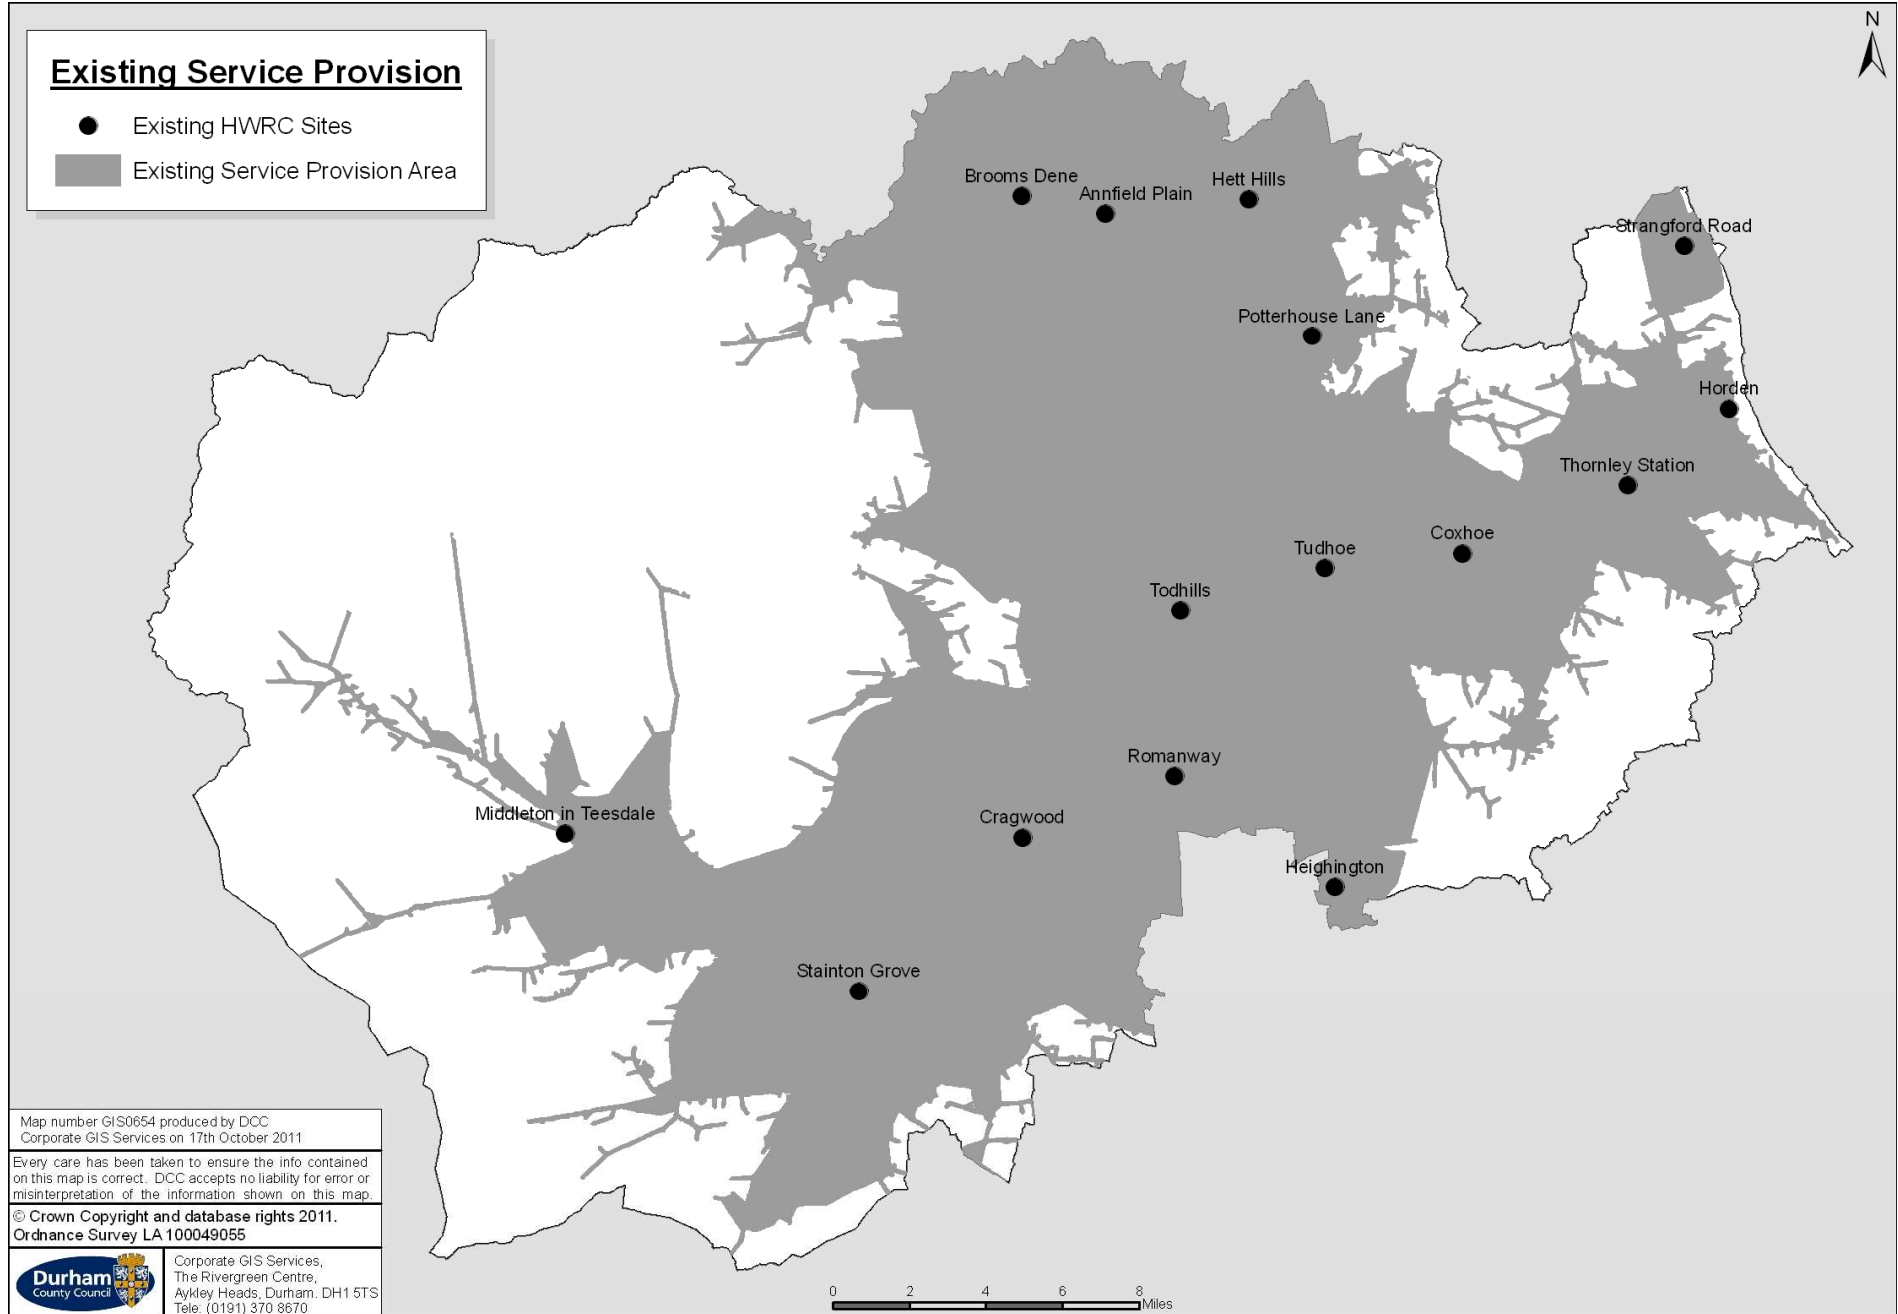 N
Existing Service Provision
Existing HWRC Sites
Existing Service Provision Area
Brooms Dene
Annfield Plain
Hett Hills
Strangford Road
Potterhouse Lane
Horden
Thornley Station
Coxhoe
Tudhoe
Todhills
Romanway
Middleton in Teesdale
Cragwood
Heighington
Stainton Grove
Map number GIS0654 produced by DCC
Corporate GIS Services on 17th October 2011
Every care has been taken to ensure the info contained
on this map is correct. DCC accepts no liability for error or
misinterpretation of the information shown on this map.
© Crown Copyright and database rights 2011.
Ordnance Survey LA 100049055
Durham
County Council
Corporate GIS Services,
The Rivergreen Centre,
Aykley Heads, Durham. DH1 5TS
Tele: (0191) 370 8670
0 2 4 6 8
Miles